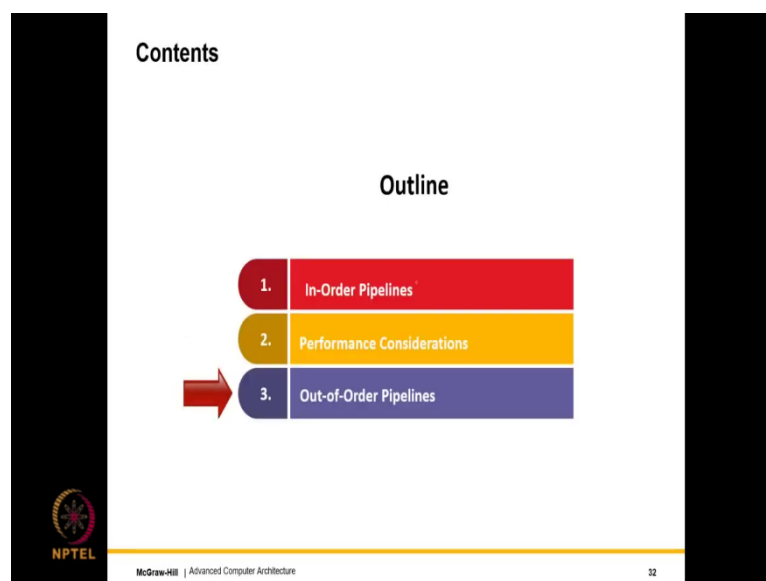 Contents
Outline
1. In-Order Pipelines
2. Performance Considerations
3. Out-of-Order Pipelines
NPTEL
McGraw-Hill | Advanced Computer Architecture 32